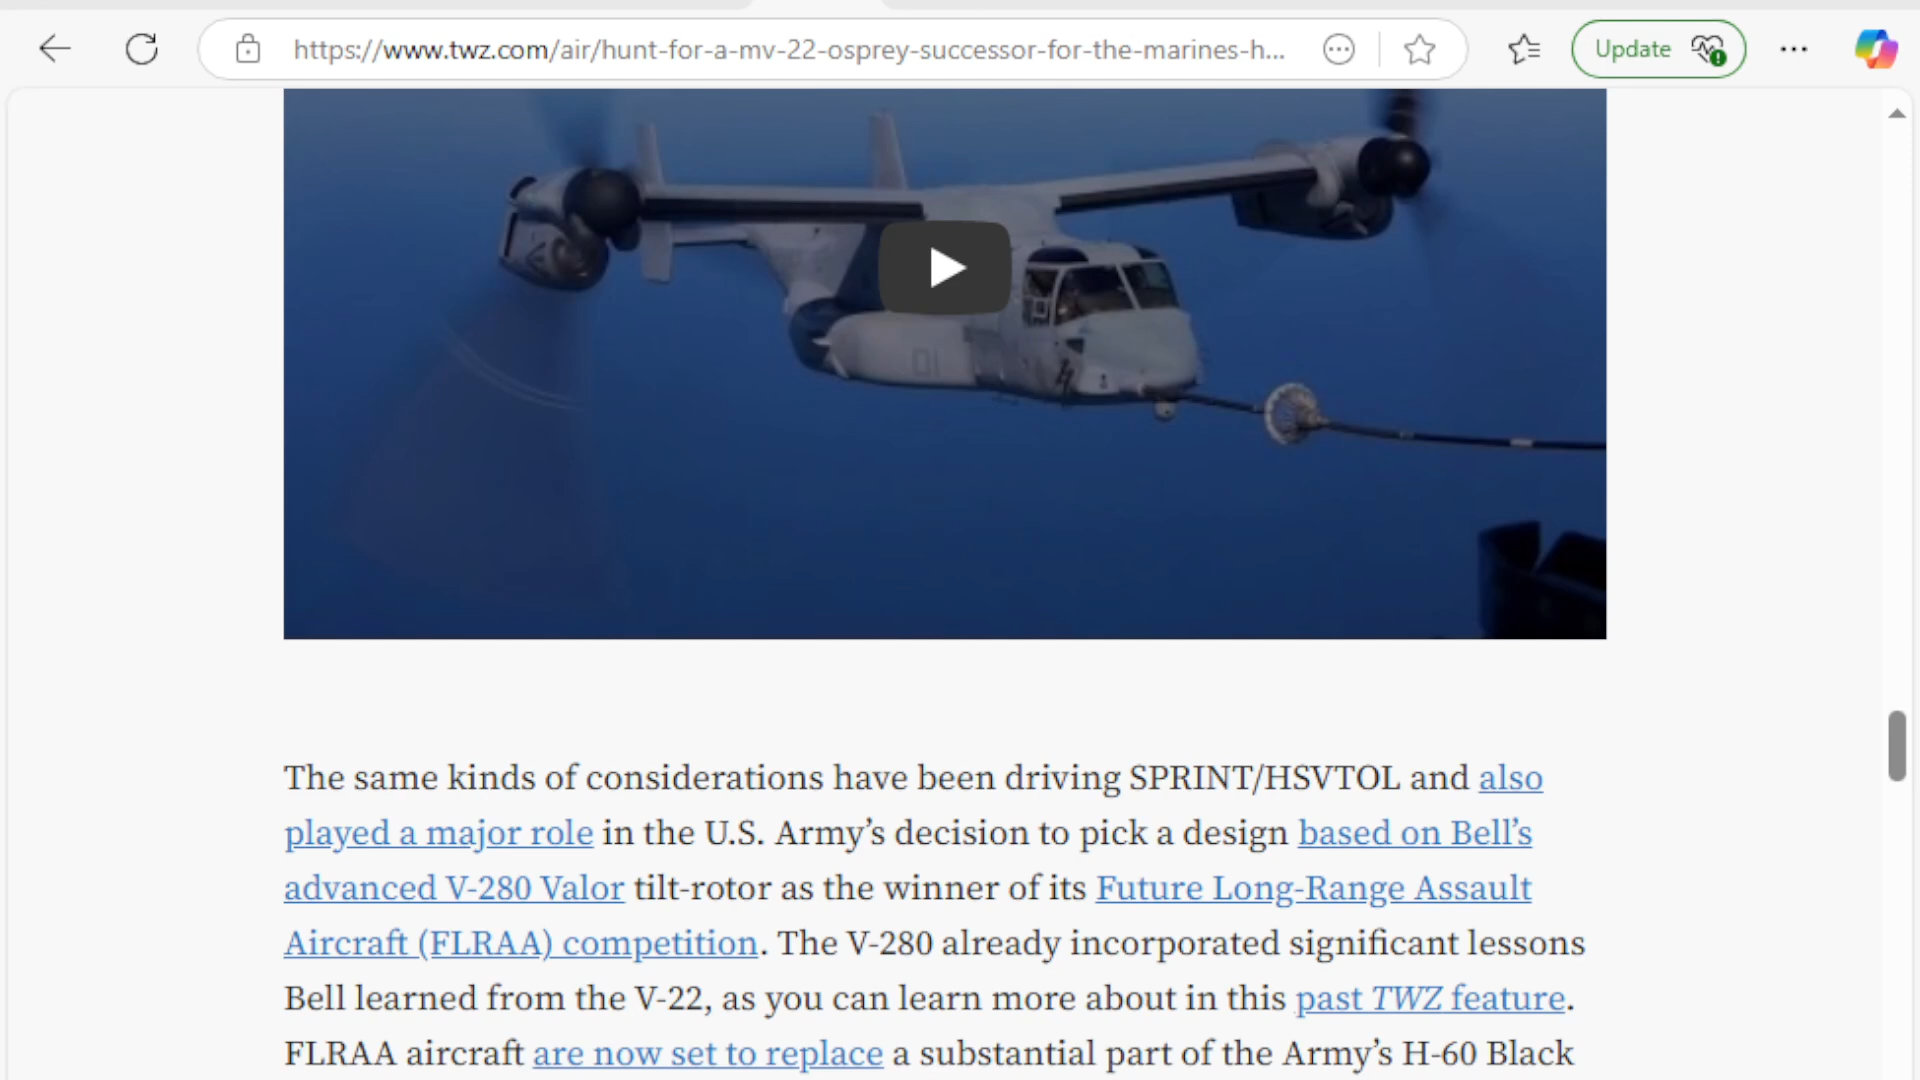 https://www.twz.com/air/hunt-for-a-mv-22-osprey-successor-for-the-marines-h...
Update
01
The same kinds of considerations have been driving SPRINT/HSVTOL and also
played a major role in the U.S. Army’s decision to pick a design based on Bell’s
advanced V-280 Valor tilt-rotor as the winner of its Future Long-Range Assault
Aircraft (FLRAA) competition. The V-280 already incorporated significant lessons
Bell learned from the V-22, as you can learn more about in this past TWZ feature.
FLRAA aircraft are now set to replace a substantial part of the Army’s H-60 Black